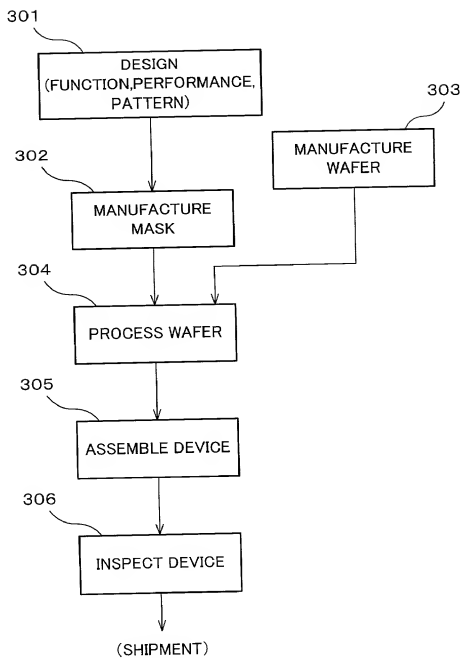 301
DESIGN
(FUNCTION,PERFORMANCE,
PATTERN)
303
MANUFACTURE
WAFER
302
MANUFACTURE
MASK
304
PROCESS WAFER
305
ASSEMBLE DEVICE
306
INSPECT DEVICE
(SHIPMENT)